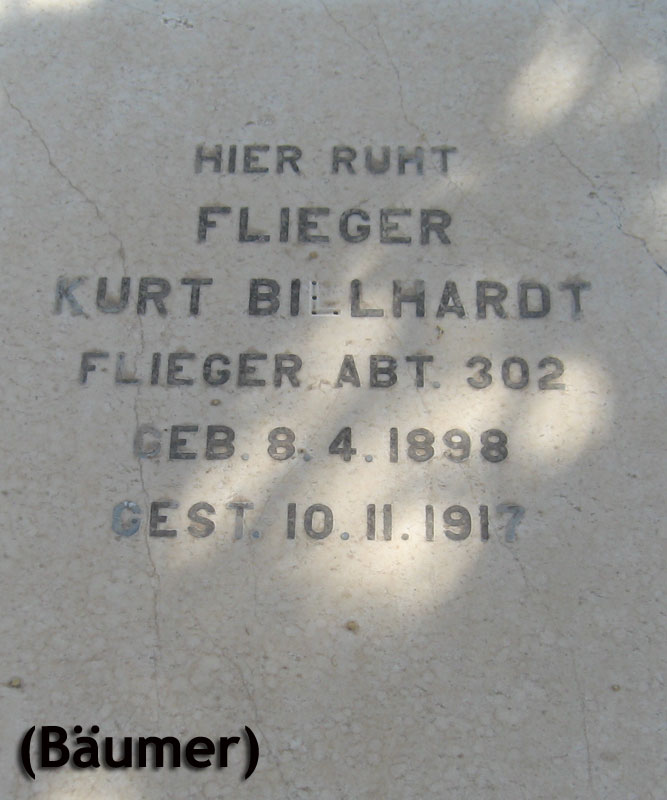 HIER RUHT
FLIEGER
KURT BILLHARDT
FLIEGER ABT. 302
GEB. 8. 4. 1898
GEST. 10. 11. 1917
(Bäumer)